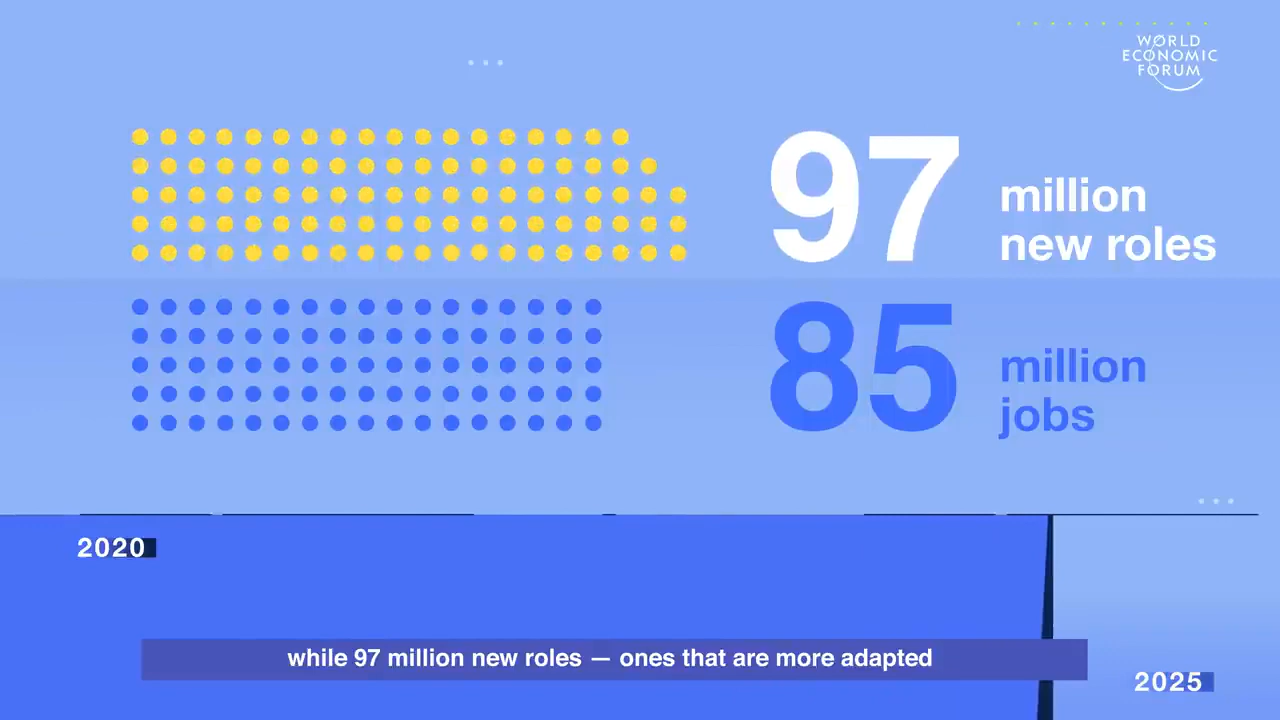 WORLD
ECONOMIC
FORUM
97
million
new roles
85
million
jobs
2020
while 97 million new roles — ones that are more adapted
2025